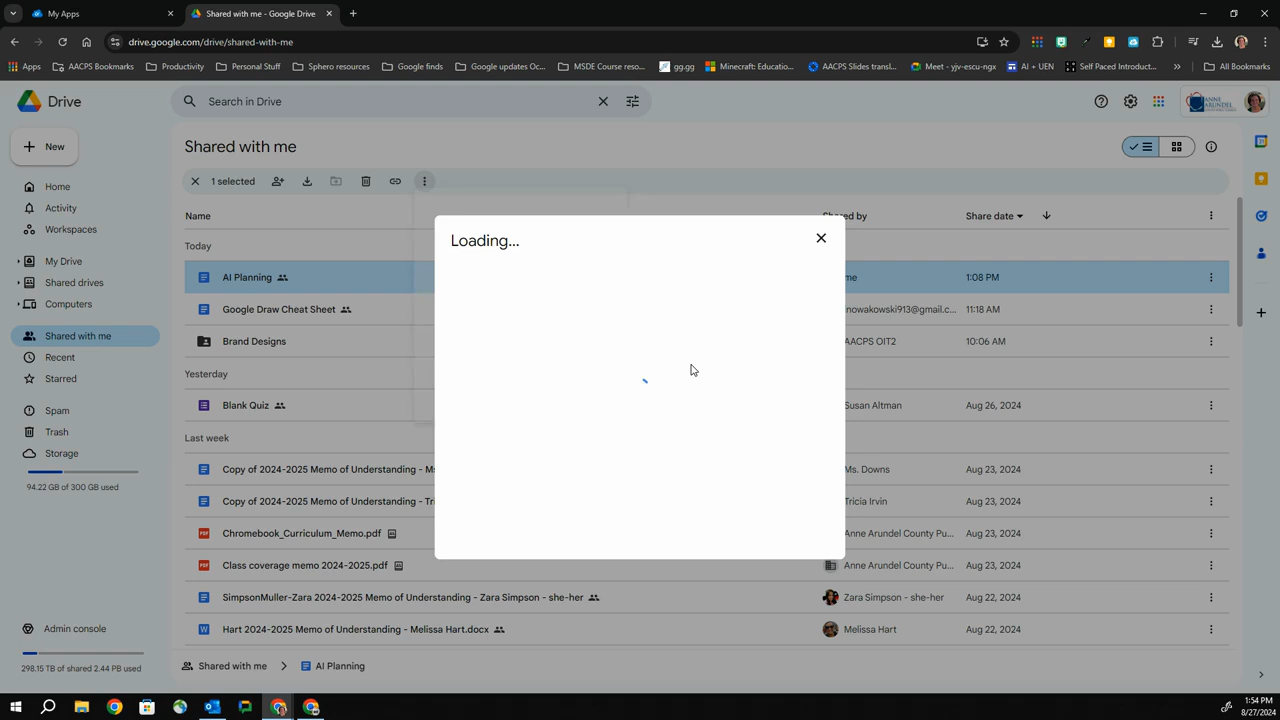 My Apps
Shared with me - Google Drive
drive.google.com/drive/shared-with-me
Apps
AACPS Bookmarks
Productivity
Personal Stuff
Sphero resources
Google finds
Google updates Oc...
MSDE Course reso...
gg.gg
Minecraft: Educatio...
AACPS Slides transl...
Meet - yjv-escu-ngx
AI + UEN
Self Paced Introduct...
All Bookmarks
Drive
Search in Drive
ANNE ARUNDEL
New
Shared with me
Home
Activity
Workspaces
My Drive
Shared drives
Computers
Shared with me
Recent
Starred
Spam
Trash
Storage
94.22 GB of 300 GB used
Admin console
298.15 TB of shared 2.44 PB used
1 selected
Name
Shared by
Share date
Today
AI Planning
me
1:08 PM
Google Draw Cheat Sheet
nowakowski913@gmail.c...
11:18 AM
Brand Designs
AACPS OIT2
10:06 AM
Yesterday
Blank Quiz
Susan Altman
Aug 26, 2024
Last week
Copy of 2024-2025 Memo of Understanding - Ms
Ms. Downs
Aug 23, 2024
Copy of 2024-2025 Memo of Understanding - Tri
Tricia Irvin
Aug 23, 2024
Chromebook_Curriculum_Memo.pdf
Anne Arundel County Pu...
Aug 23, 2024
Class coverage memo 2024-2025.pdf
Anne Arundel County Pu...
Aug 23, 2024
SimpsonMuller-Zara 2024-2025 Memo of Understanding - Zara Simpson - she-her
Zara Simpson - she-her
Aug 22, 2024
Hart 2024-2025 Memo of Understanding - Melissa Hart.docx
Melissa Hart
Aug 22, 2024
Shared with me
AI Planning
Loading...
1:54 PM
8/27/2024